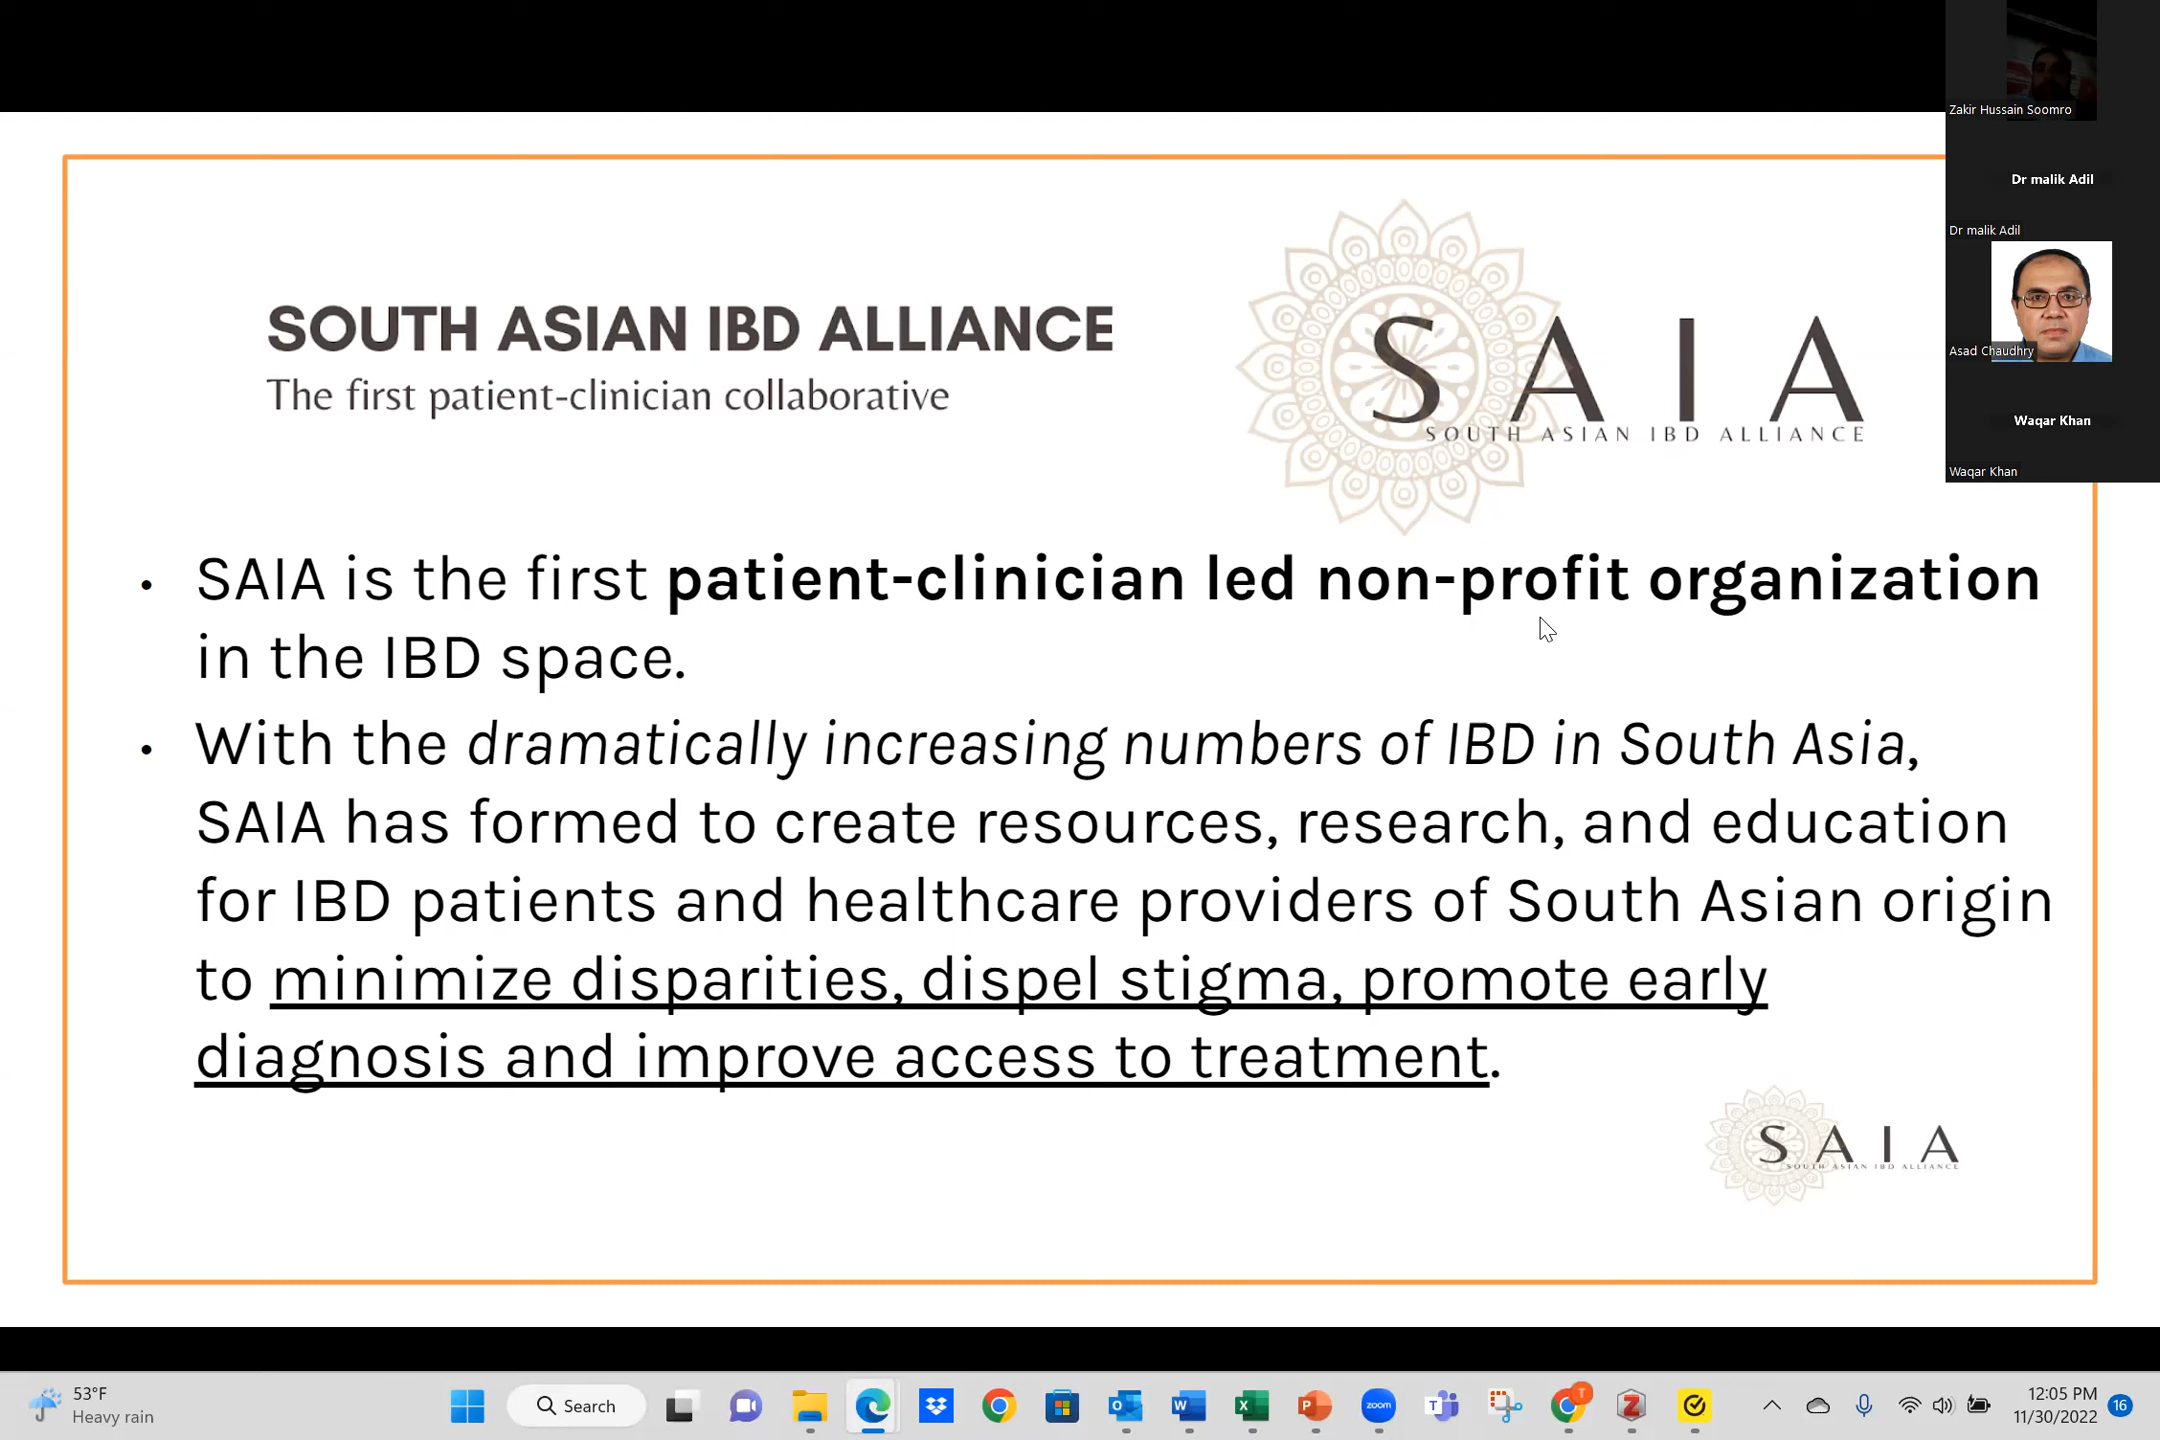 Zakir Hussain Soomro
Dr malik Adil
Dr malik Adil
Asad Chaudhry
Waqar Khan
Waqar Khan
SOUTH ASIAN IBD ALLIANCE
The first patient-clinician collaborative
SAIA
SOUTH ASIAN IBD ALLIANCE
• SAIA is the first patient-clinician led non-profit organization
in the IBD space.
• With the dramatically increasing numbers of IBD in South Asia,
SAIA has formed to create resources, research, and education
for IBD patients and healthcare providers of South Asian origin
to minimize disparities, dispel stigma, promote early
diagnosis and improve access to treatment.
SAIA
SOUTH ASIAN IBD ALLIANCE
53°F
Heavy rain
Search
zoom
T
12:05 PM
11/30/2022
16